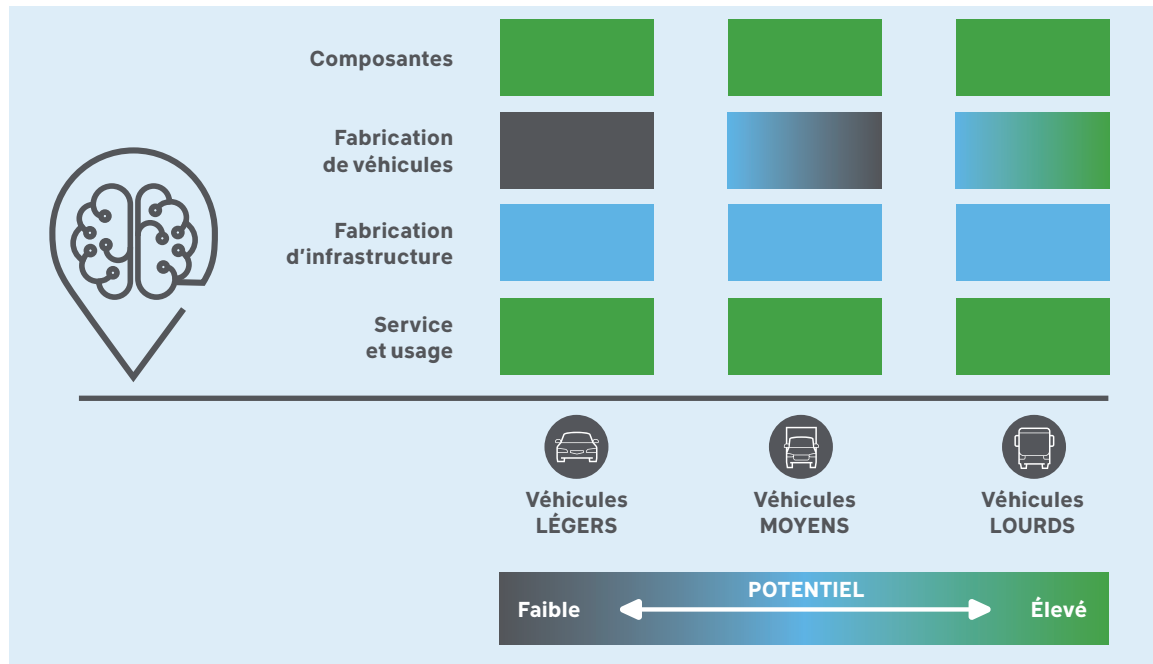 Composantes
Fabrication
de véhicules
Fabrication
d'infrastructure
Service
et usage
Véhicules
LÉGERS
Véhicules
MOYENS
Véhicules
LOURDS
POTENTIEL
Faible
Élevé